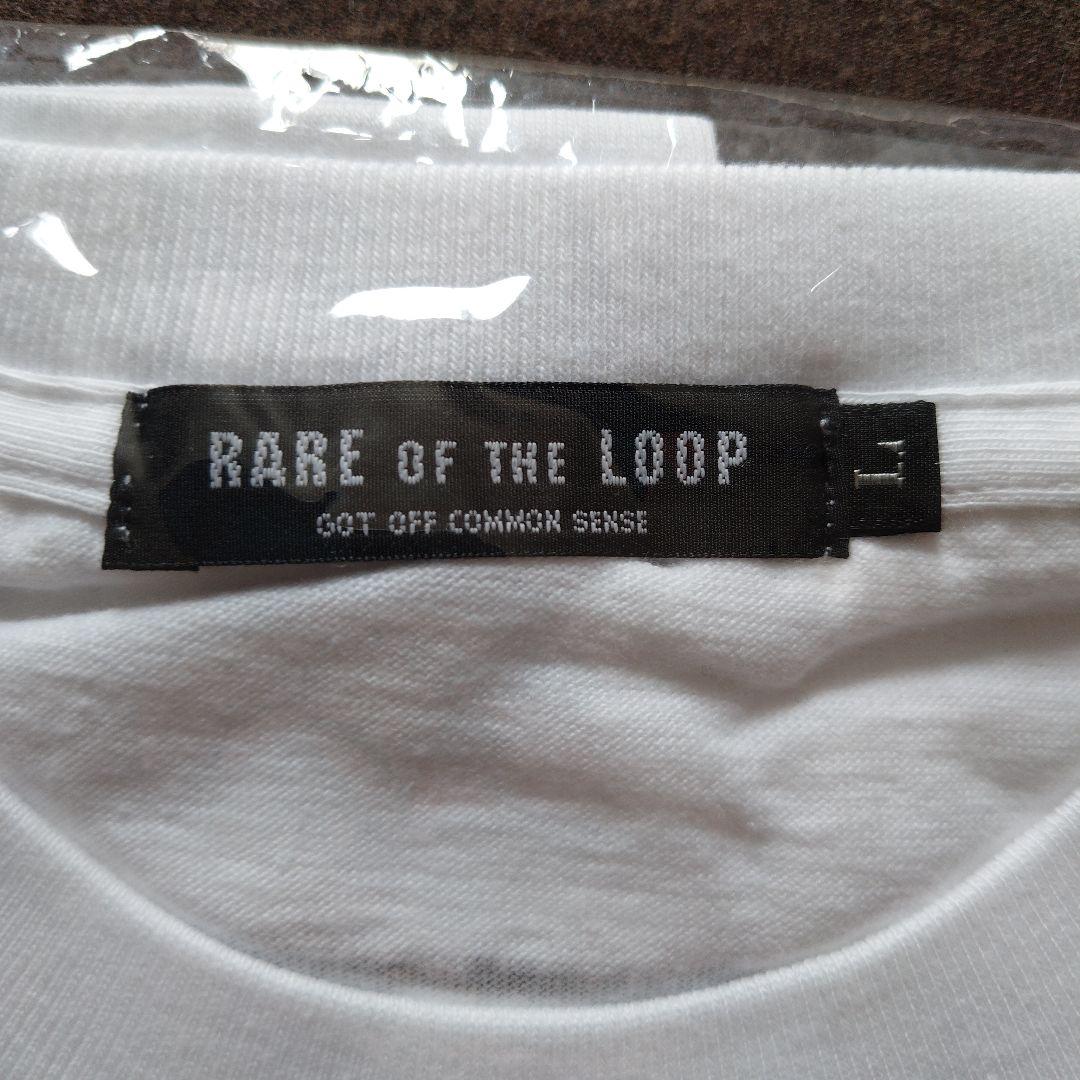 RARE OF THE LOOP
GOT OFF COMMON SENSE
L